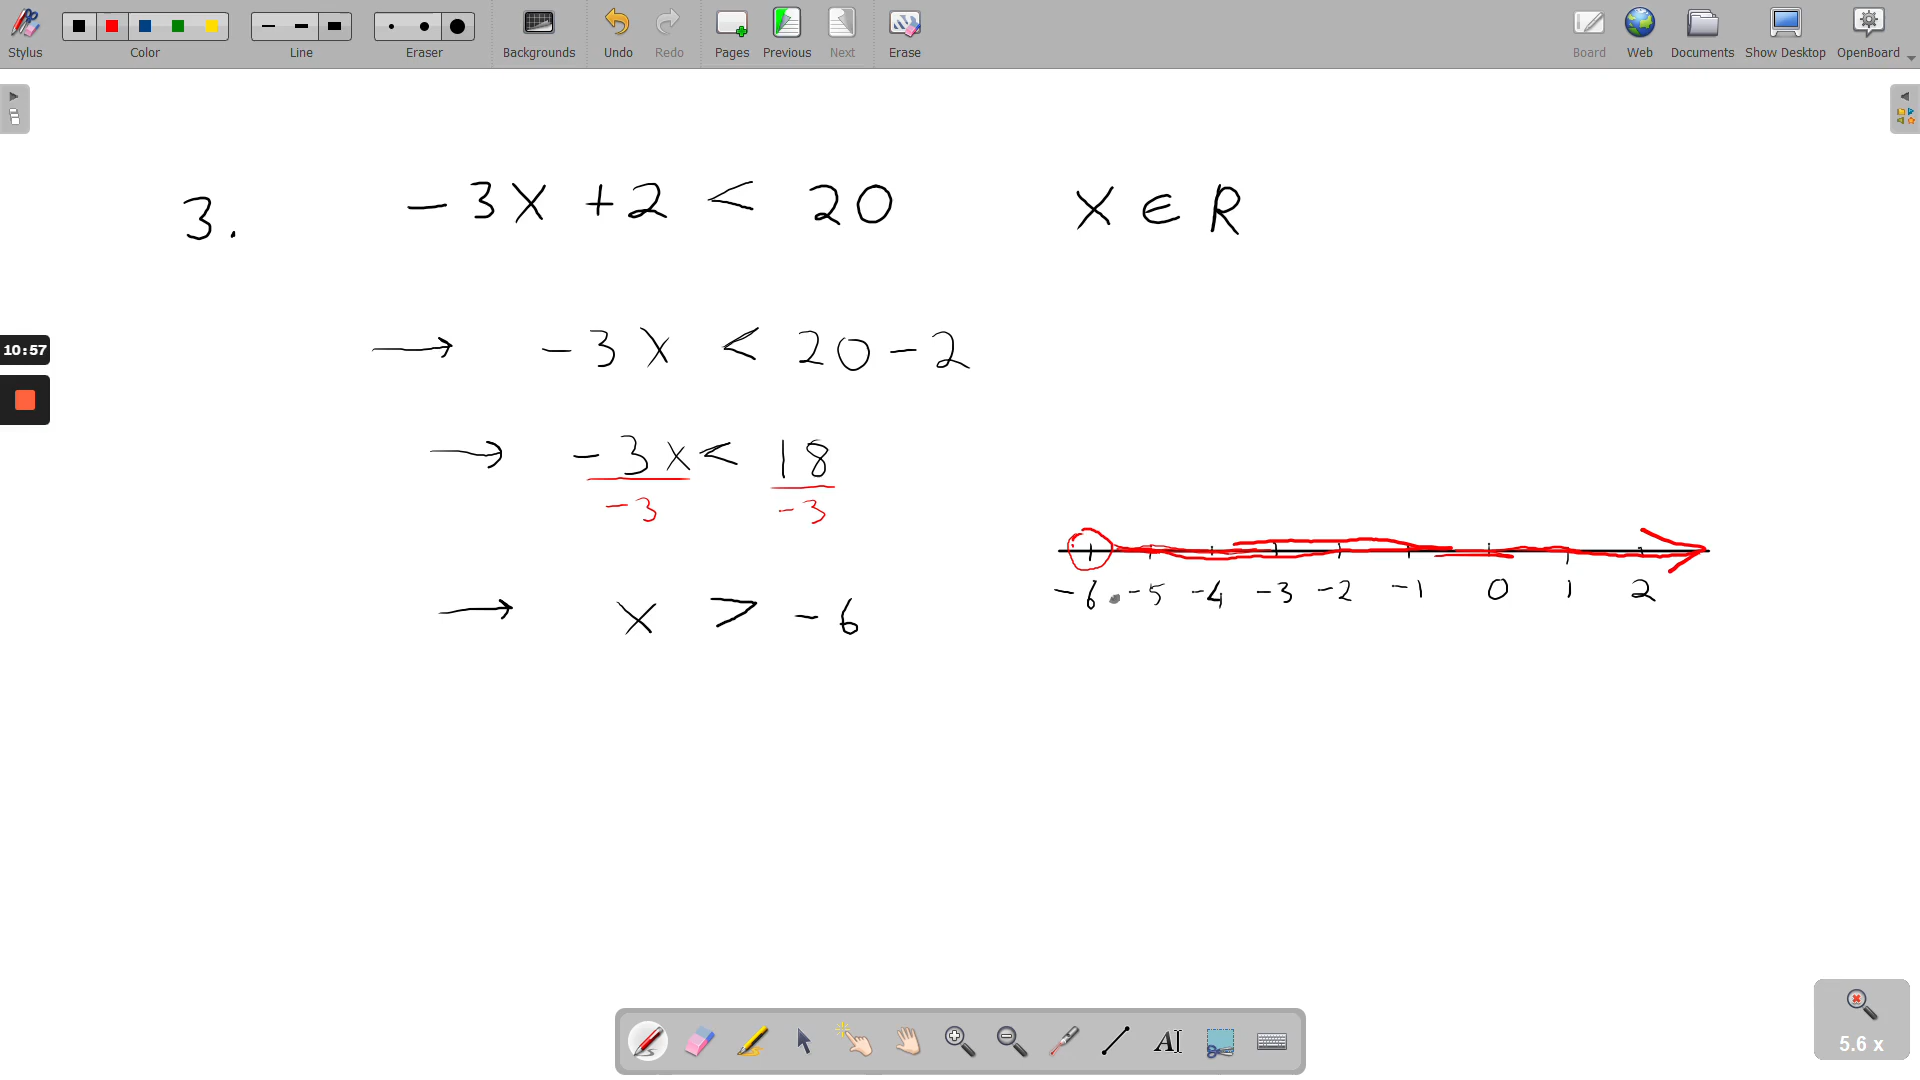 Stylus Color Line Eraser Backgrounds Undo Redo Pages Previous Next Erase Board Web Documents Show Desktop OpenBoard
3. -3X +2 < 20 X ∈ R
10:57
→ -3X < 20-2
→ -3x < 18
-3 -3
→ x > -6
-6 -5 -4 -3 -2 -1 0 1 2
5.6 x